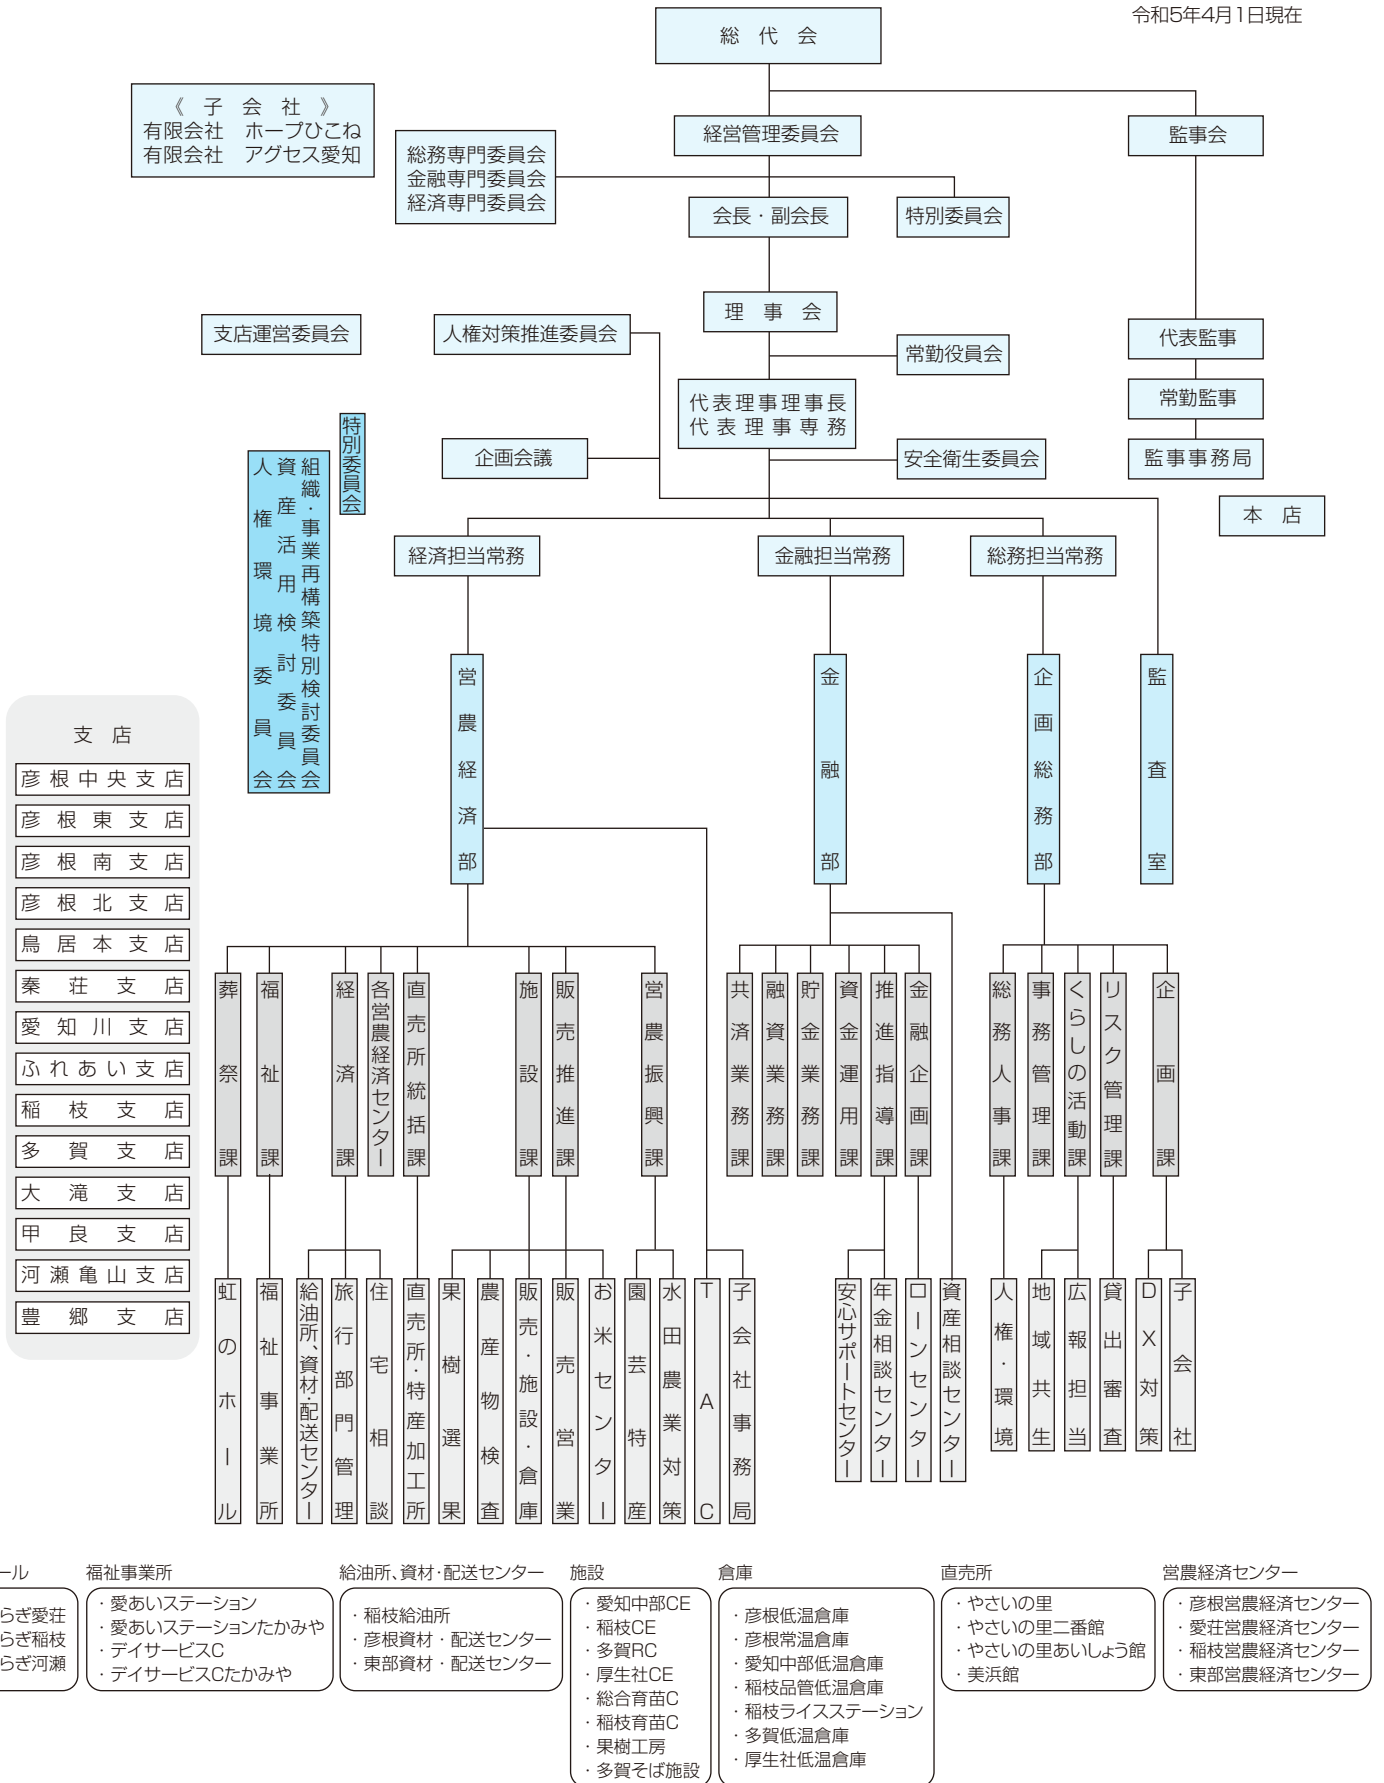 令和5年4月1日現在
総代会
《子会社》
有限会社 ホープひこね
有限会社 アグセス愛知
経営管理委員会
監事会
総務専門委員会
金融専門委員会
経済専門委員会
会長・副会長
特別委員会
理事会
支店運営委員会
人権対策推進委員会
常勤役員会
代表監事
代表理事理事長
代表理事専務
常勤監事
企画会議
安全衛生委員会
監事事務局
本店
特別委員会
組織・事業再構築特別検討委員会
資産活用検討委員会
人権環境委員会
経済担当常務
金融担当常務
総務担当常務
営農経済部
金融部
企画総務部
監査室
支店
彦根中央支店
彦根東支店
彦根南支店
彦根北支店
鳥居本支店
秦荘支店
愛知川支店
ふれあい支店
稲枝支店
多賀支店
大滝支店
甲良支店
河瀬亀山支店
豊郷支店
葬祭課
福祉課
経済課
各営農経済センター
直売所統括課
施設課
販売推進課
営農振興課
共済業務課
融資業務課
貯金業務課
資金運用課
推進指導課
金融企画課
総務人事課
事務管理課
くらしの活動課
リスク管理課
企画課
虹のホール
福祉事業所
給油所、資材・配送センター
旅行部門管理
住宅相談
直売所・特産加工所
果樹選果
農産物検査
販売・施設・倉庫
販売営業
お米センター
園芸特産
水田農業対策
TAC
子会社事務局
安心サポートセンター
年金相談センター
ローンセンター
資産相談センター
人権・環境
地域共生
広報担当
貸出審査
DX対策
子会社
ール
らぎ愛荘
らぎ稲枝
らぎ河瀬
福祉事業所
・愛あいステーション
・愛あいステーションたかみや
・デイサービスC
・デイサービスCたかみや
給油所、資材・配送センター
・稲枝給油所
・彦根資材・配送センター
・東部資材・配送センター
施設
・愛知中部CE
・稲枝CE
・多賀RC
・厚生社CE
・総合育苗C
・稲枝育苗C
・果樹工房
・多賀そば施設
倉庫
・彦根低温倉庫
・彦根常温倉庫
・愛知中部低温倉庫
・稲枝品管低温倉庫
・稲枝ライスステーション
・多賀低温倉庫
・厚生社低温倉庫
直売所
・やさいの里
・やさいの里二番館
・やさいの里あいしょう館
・美浜館
営農経済センター
・彦根営農経済センター
・愛荘営農経済センター
・稲枝営農経済センター
・東部営農経済センター